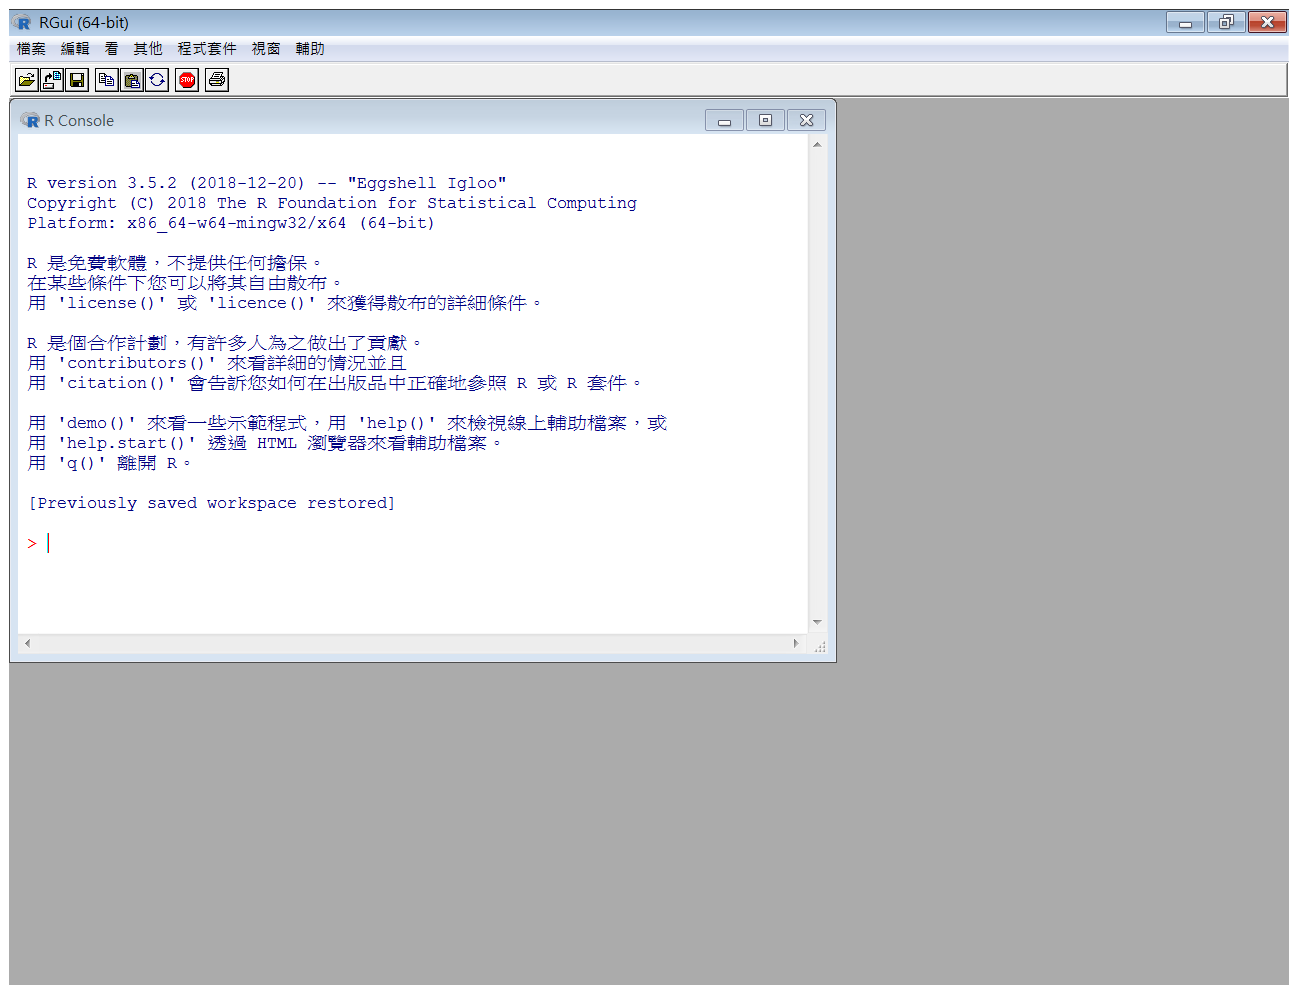 RGui (64-bit)
檔案 編輯 看 其他 程式套件 視窗 輔助
STOP
R Console
R version 3.5.2 (2018-12-20) -- "Eggshell Igloo"
Copyright (C) 2018 The R Foundation for Statistical Computing
Platform: x86_64-w64-mingw32/x64 (64-bit)
R 是免費軟體，不提供任何擔保。
在某些條件下您可以將其自由散布。
用 'license()' 或 'licence()' 來獲得散布的詳細條件。
R 是個合作計劃，有許多人為之做出了貢獻。
用 'contributors()' 來看詳細的情況並且
用 'citation()' 會告訴您如何在出版品中正確地參照 R 或 R 套件。
用 'demo()' 來看一些示範程式，用 'help()' 來檢視線上輔助檔案，或
用 'help.start()' 透過 HTML 瀏覽器來看輔助檔案。
用 'q()' 離開 R。
[Previously saved workspace restored]
>